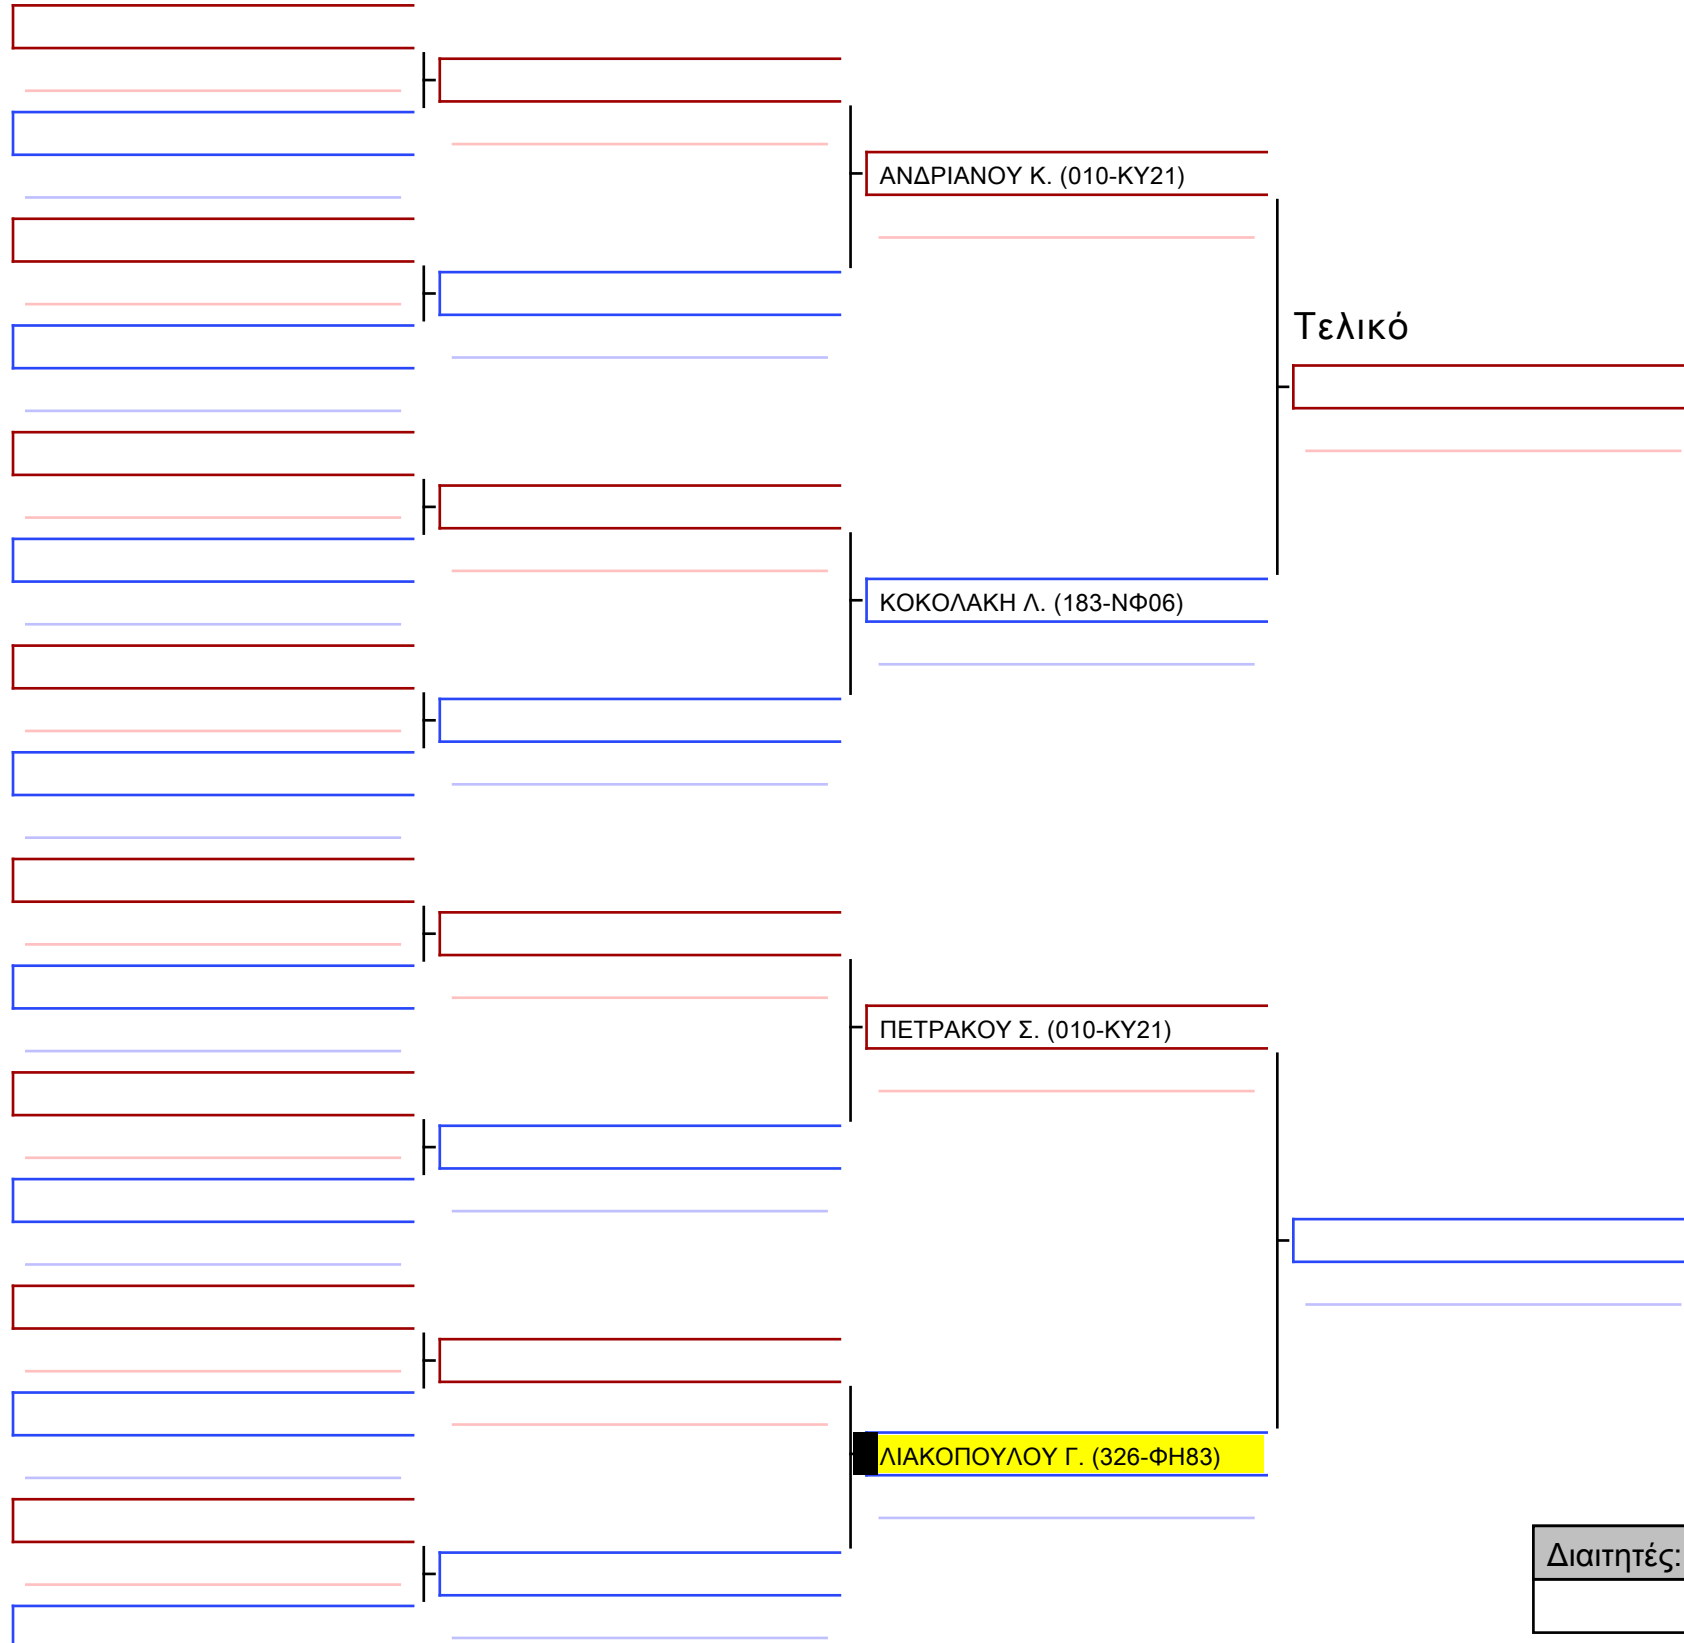 ΑΝΔΡΙΑΝΟΥ Κ. (010-ΚΥ21)
Τελικό
ΚΟΚΟΛΑΚΗ Λ. (183-ΝΦ06)
ΠΕΤΡΑΚΟΥ Σ. (010-ΚΥ21)
ΛΙΑΚΟΠΟΥΛΟΥ Γ. (326-ΦΗ83)
Διαιτητές: